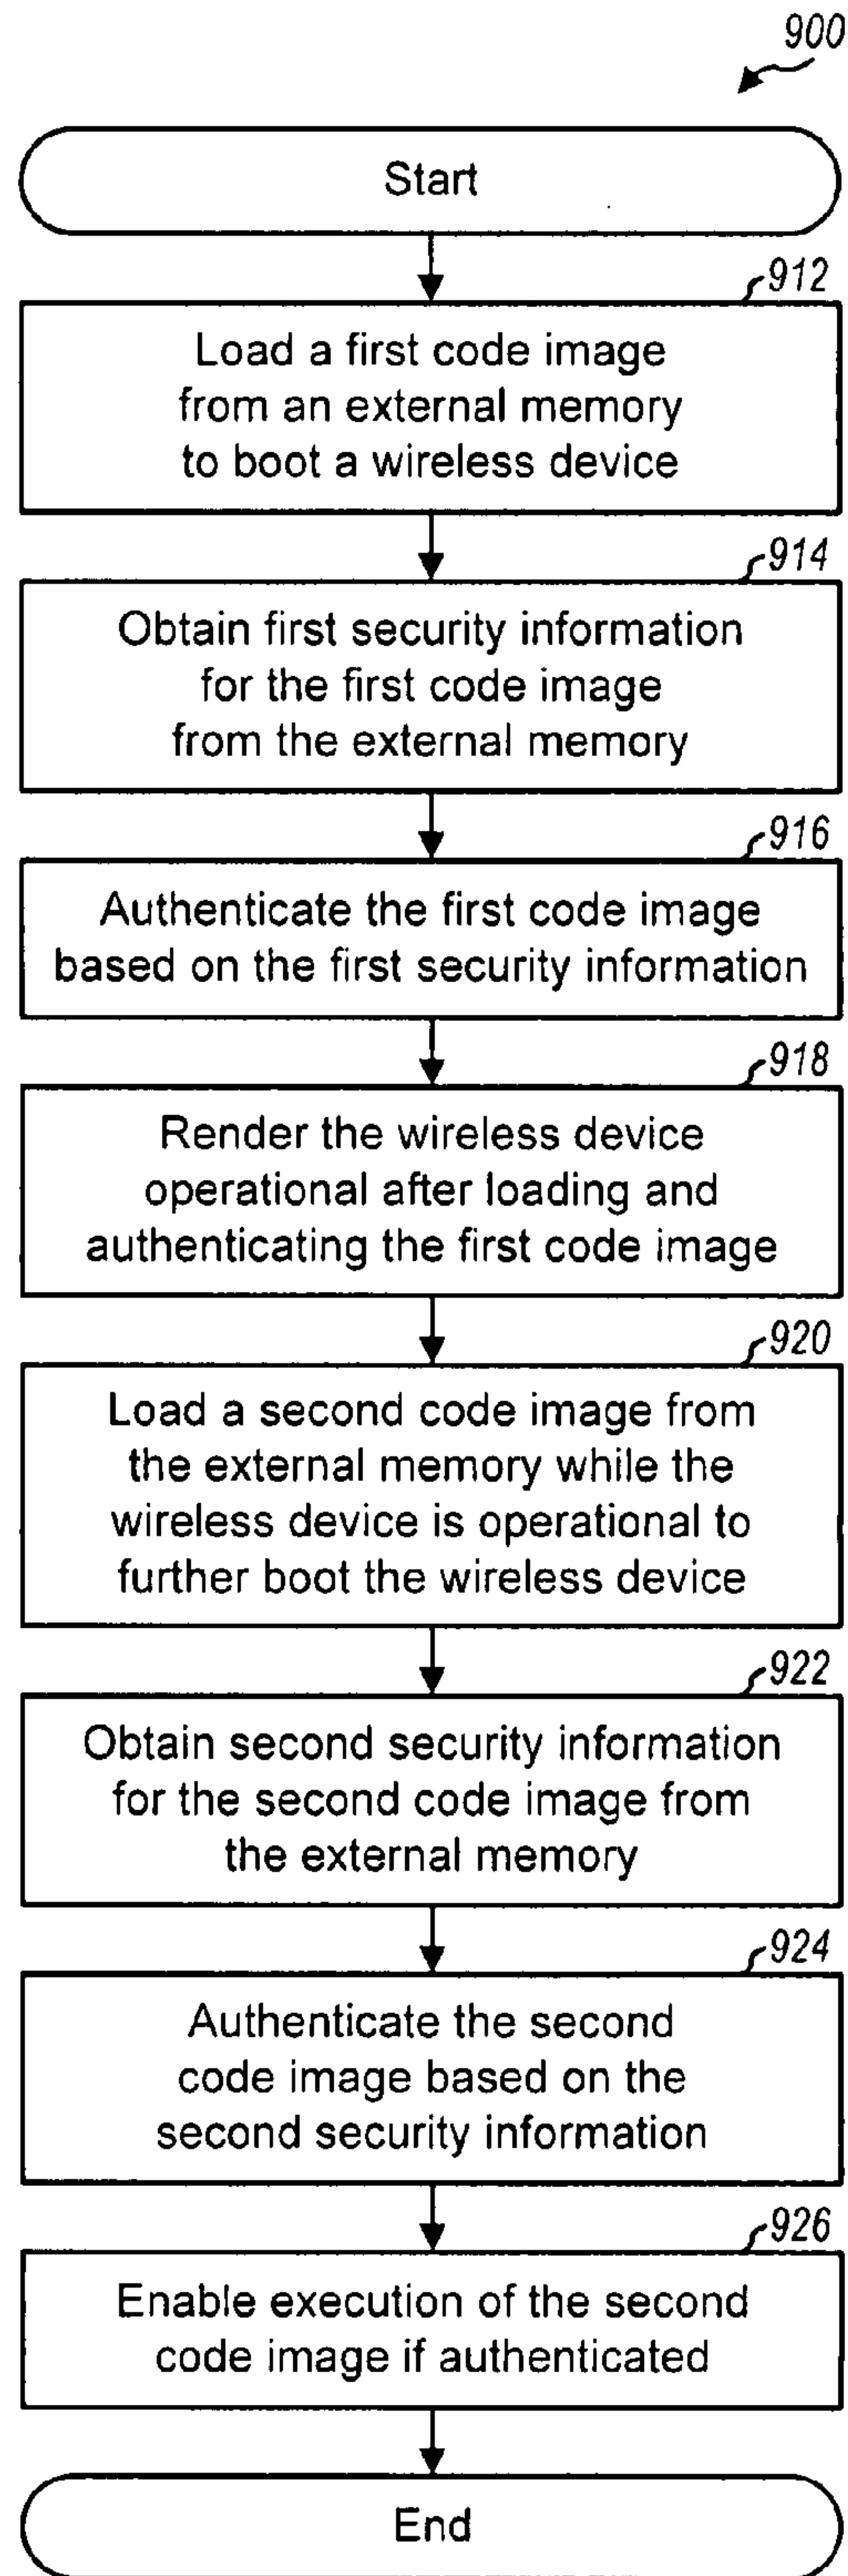 900
Start
912
Load a first code image
from an external memory
to boot a wireless device
914
Obtain first security information
for the first code image
from the external memory
916
Authenticate the first code image
based on the first security information
918
Render the wireless device
operational after loading and
authenticating the first code image
920
Load a second code image from
the external memory while the
wireless device is operational to
further boot the wireless device
922
Obtain second security information
for the second code image from
the external memory
924
Authenticate the second
code image based on the
second security information
926
Enable execution of the second
code image if authenticated
End